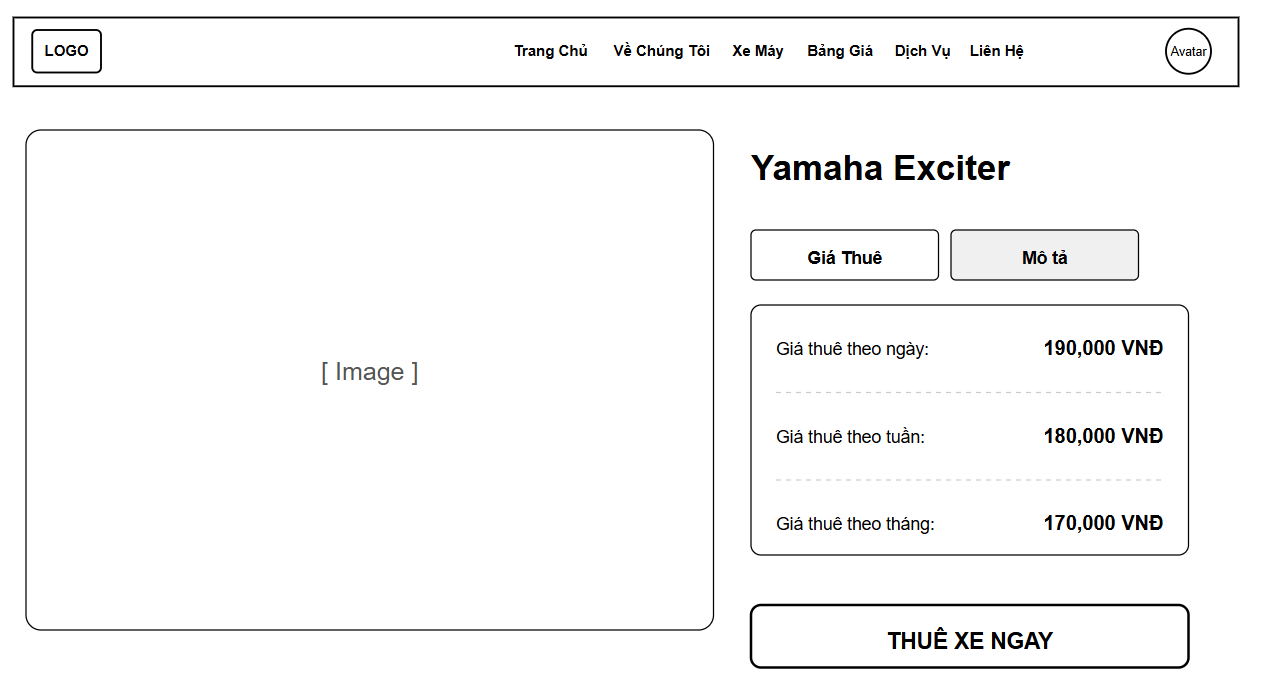 LOGO
Trang Chủ Về Chúng Tôi Xe Máy Bảng Giá Dịch Vụ Liên Hệ
Avatar
[ Image ]
Yamaha Exciter
Giá Thuê
Mô tả
Giá thuê theo ngày: 190,000 VNĐ
Giá thuê theo tuần: 180,000 VNĐ
Giá thuê theo tháng: 170,000 VNĐ
THUÊ XE NGAY